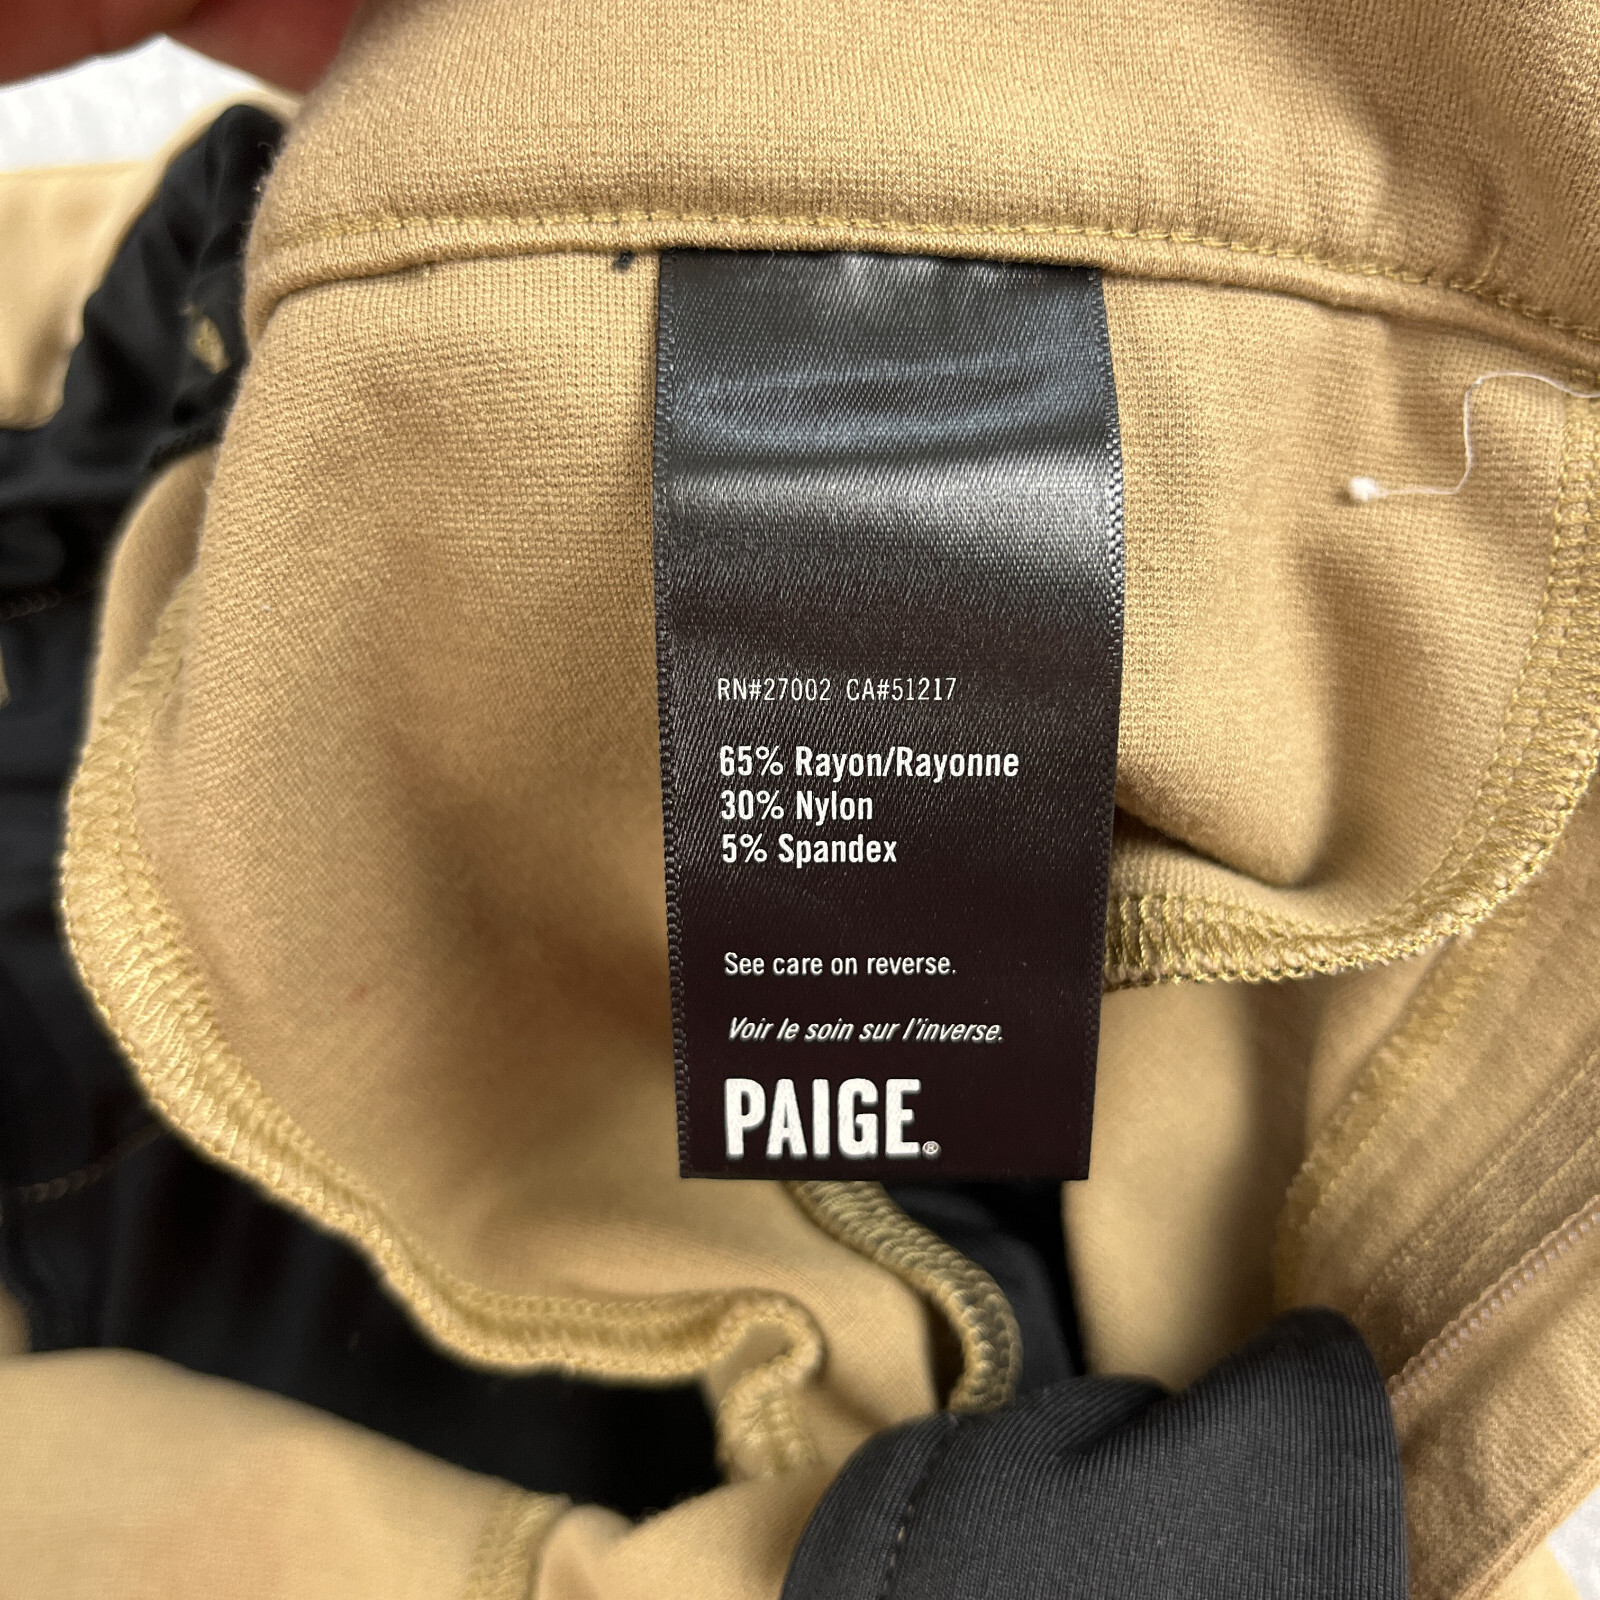 RN#27002 CA#51217
65% Rayon/Rayonne
30% Nylon
5% Spandex
See care on reverse.
Voir le soin sur l'inverse.
PAIGE®